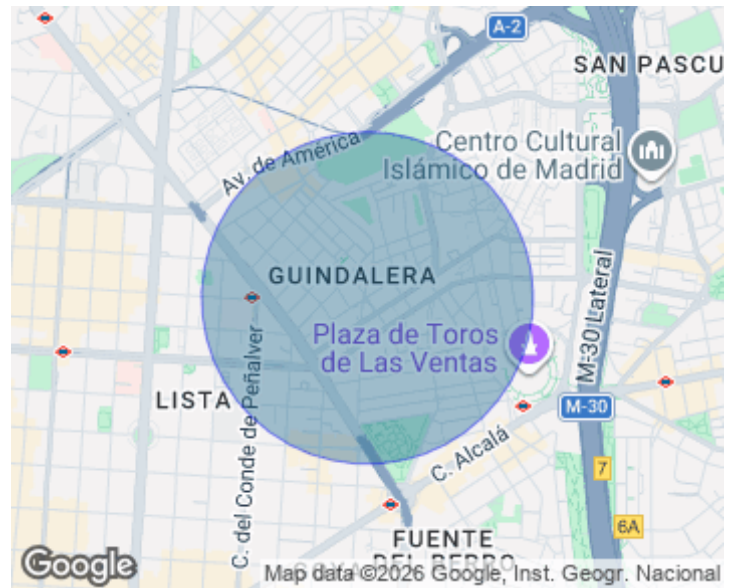 A-2
SAN PASCU
Centro Cultural
Islámico de Madrid
Av. de América
GUINDALERA
M-30 Lateral
Plaza de Toros
de Las Ventas
C. del Conde de Peñalver
LISTA
M-30
C. Alcalá
7
6A
FUENTE
DEL BERRO
Google
Map data ©2026 Google, Inst. Geogr. Nacional